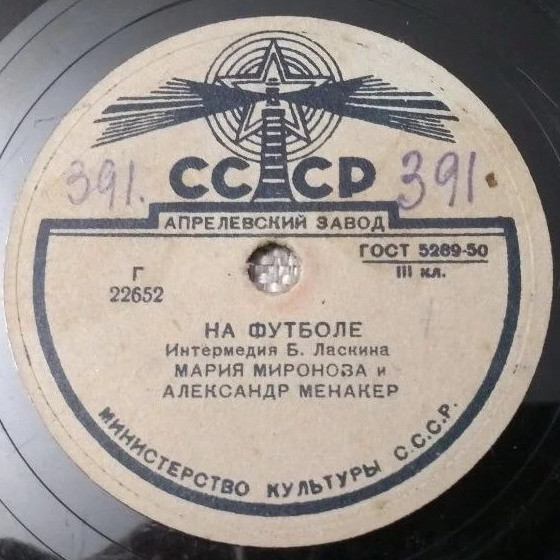 391. СССР 391
АПРЕЛЕВСКИЙ ЗАВОД
ГОСТ 5289-50
III кл.
Г
22652
НА ФУТБОЛЕ
Интермедия Б. Ласкина
МАРИЯ МИРОНОВА и
АЛЕКСАНДР МЕНАКЕР
МИНИСТЕРСТВО КУЛЬТУРЫ С.С.С.Р.